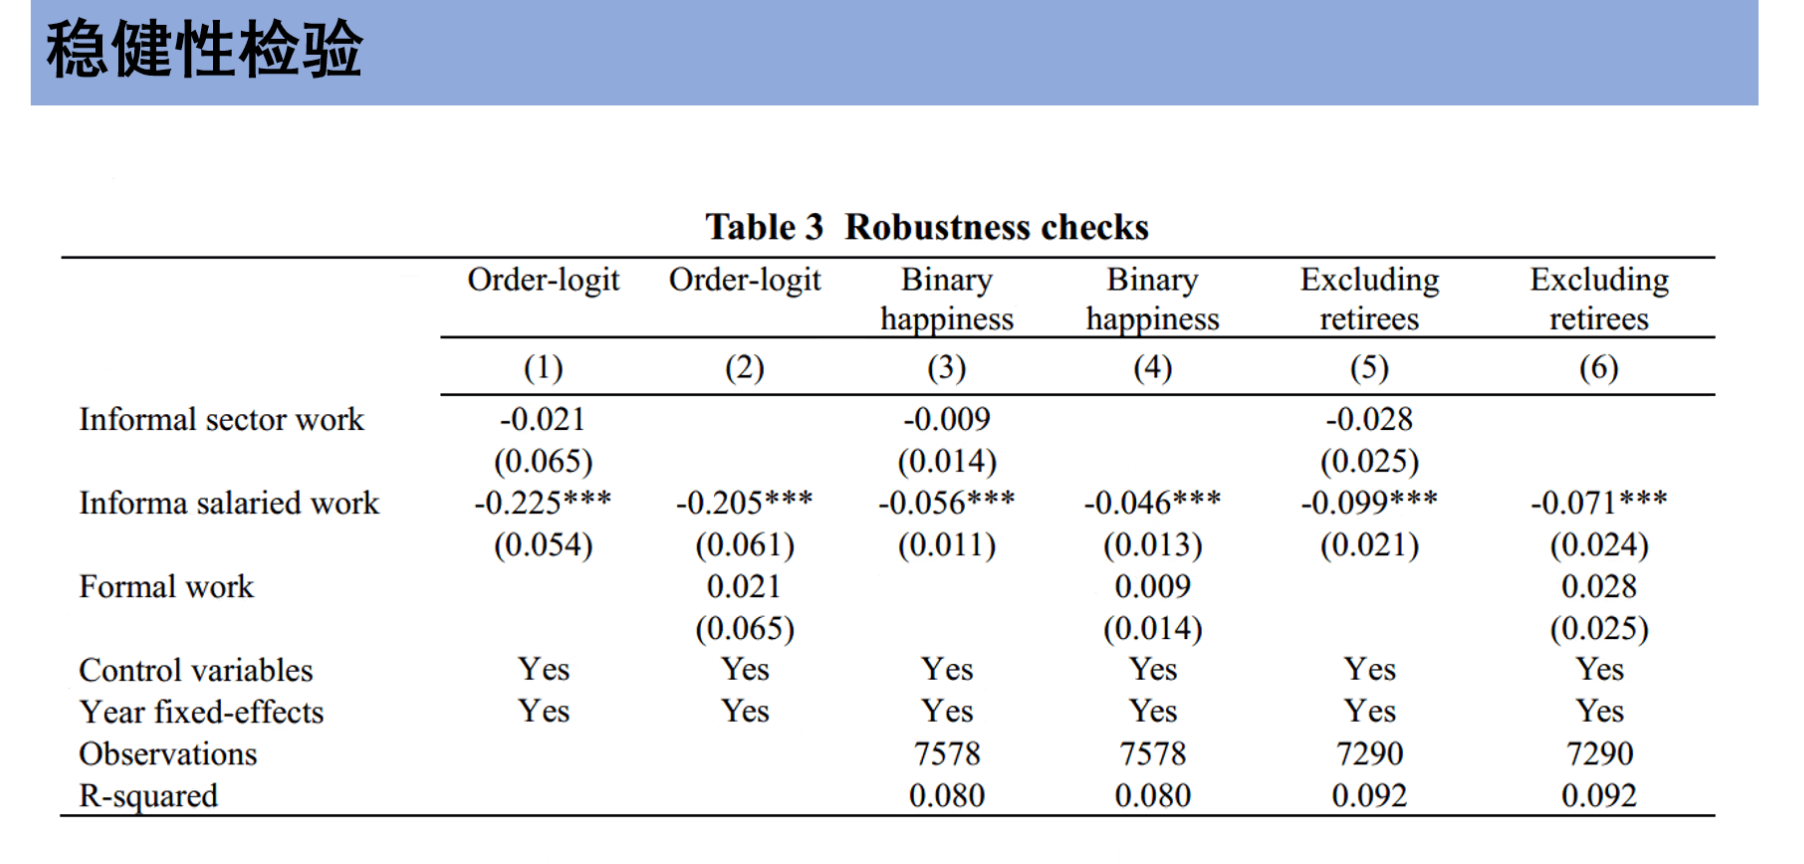 稳健性检验
Table 3 Robustness checks
Order-logit Order-logit Binary happiness Binary happiness Excluding retirees Excluding retirees
(1) (2) (3) (4) (5) (6)
Informal sector work -0.021 -0.009 -0.028
(0.065) (0.014) (0.025)
Informa salaried work -0.225*** -0.205*** -0.056*** -0.046*** -0.099*** -0.071***
(0.054) (0.061) (0.011) (0.013) (0.021) (0.024)
Formal work 0.021 0.009 0.028
(0.065) (0.014) (0.025)
Control variables Yes Yes Yes Yes Yes Yes
Year fixed-effects Yes Yes Yes Yes Yes Yes
Observations 7578 7578 7290 7290
R-squared 0.080 0.080 0.092 0.092